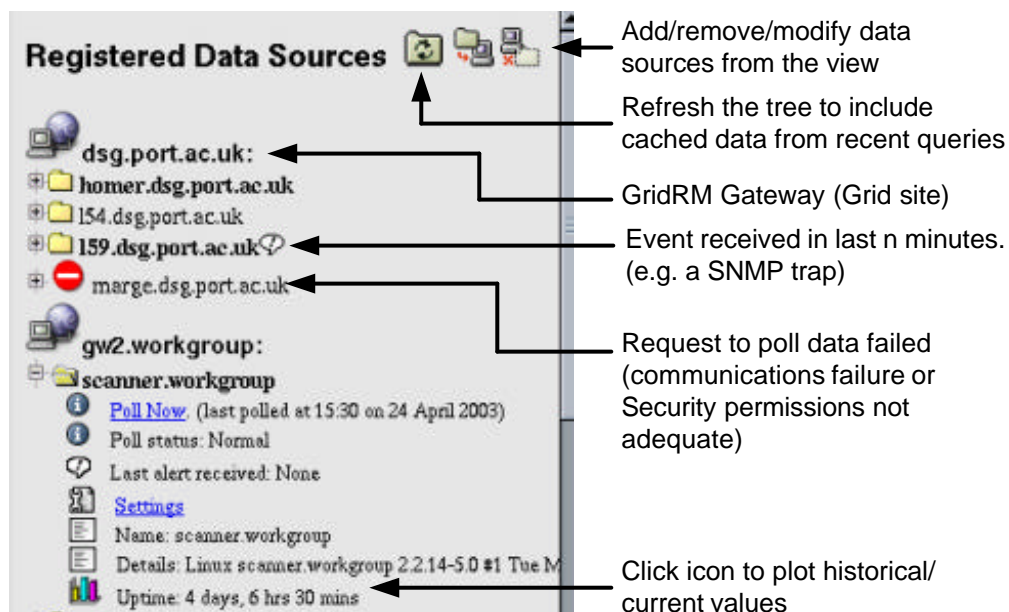 Registered Data Sources
dsg.port.ac.uk:
homer.dsg.port.ac.uk
l54.dsg.port.ac.uk
l59.dsg.port.ac.uk
marge.dsg.port.ac.uk
gw2.workgroup:
scanner.workgroup
Poll Now. (last polled at 15:30 on 24 April 2003)
Poll status: Normal
Last alert received: None
Settings
Name: scanner.workgroup
Details: Linux scanner.workgroup 2.2.14-5.0 #1 Tue M
Uptime: 4 days, 6 hrs 30 mins
Add/remove/modify data
sources from the view
Refresh the tree to include
cached data from recent queries
GridRM Gateway (Grid site)
Event received in last n minutes.
(e.g. a SNMP trap)
Request to poll data failed
(communications failure or
Security permissions not
adequate)
Click icon to plot historical/
current values